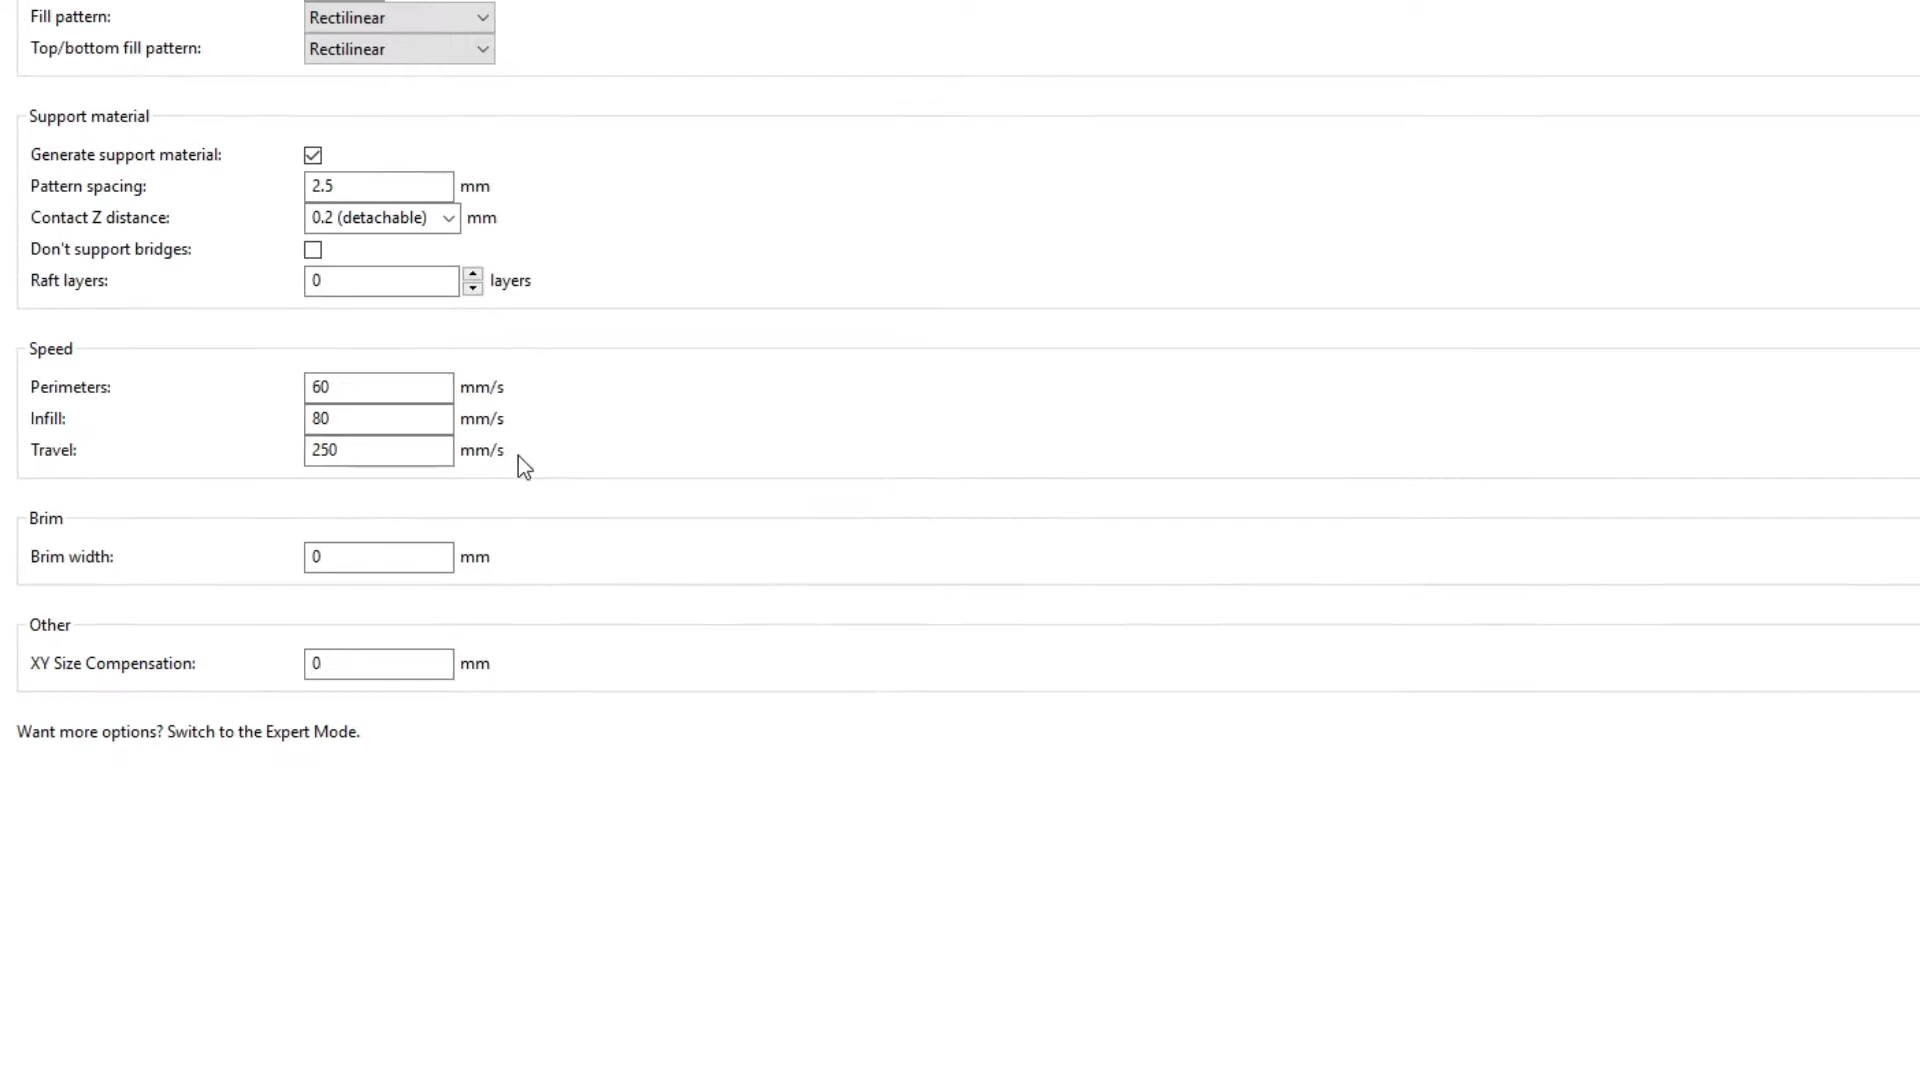 Fill pattern: Rectilinear
Top/bottom fill pattern: Rectilinear
Support material
Generate support material:
Pattern spacing: 2.5 mm
Contact Z distance: 0.2 (detachable) mm
Don't support bridges:
Raft layers: 0 layers
Speed
Perimeters: 60 mm/s
Infill: 80 mm/s
Travel: 250 mm/s
Brim
Brim width: 0 mm
Other
XY Size Compensation: 0 mm
Want more options? Switch to the Expert Mode.